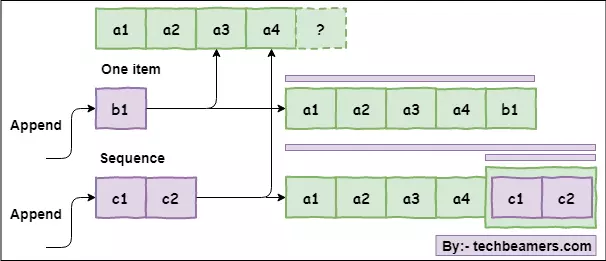 a1 a2 a3 a4 ?
One item
b1
a1 a2 a3 a4 b1
Append
Sequence
c1 c2
a1 a2 a3 a4 c1 c2
Append
By:- techbeamers.com